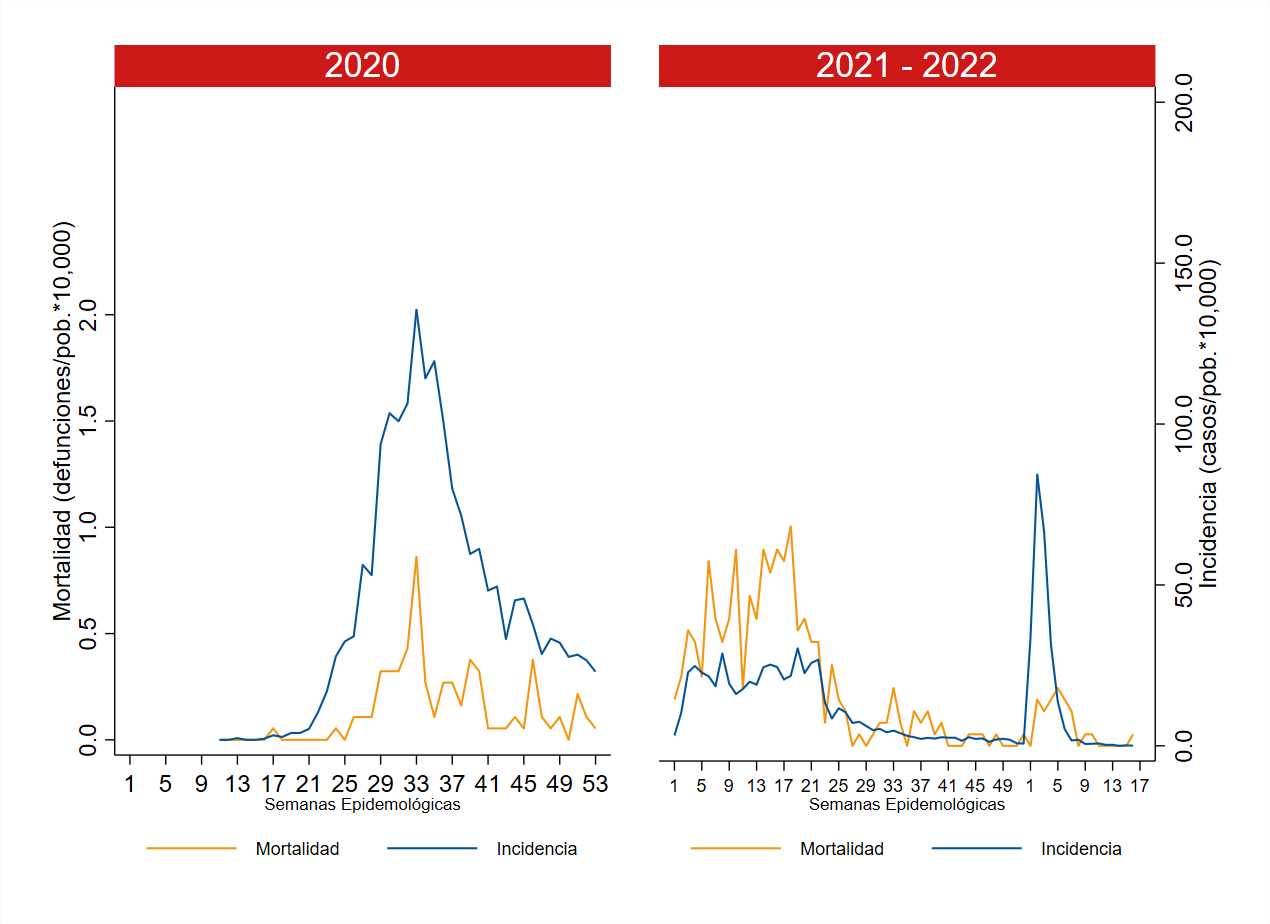 2020
2021 - 2022
Mortalidad (defunciones/pob.*10,000)
2.0
1.5
1.0
0.5
0.0
1 5 9 13 17 21 25 29 33 37 41 45 49 53
Semanas Epidemológicas
Mortalidad Incidencia
200.0
150.0
100.0
50.0
0.0
Incidencia (casos/pob.*10,000)
1 5 9 13 17 21 25 29 33 37 41 45 49 1 5 9 13 17
Semanas Epidemológicas
Mortalidad Incidencia